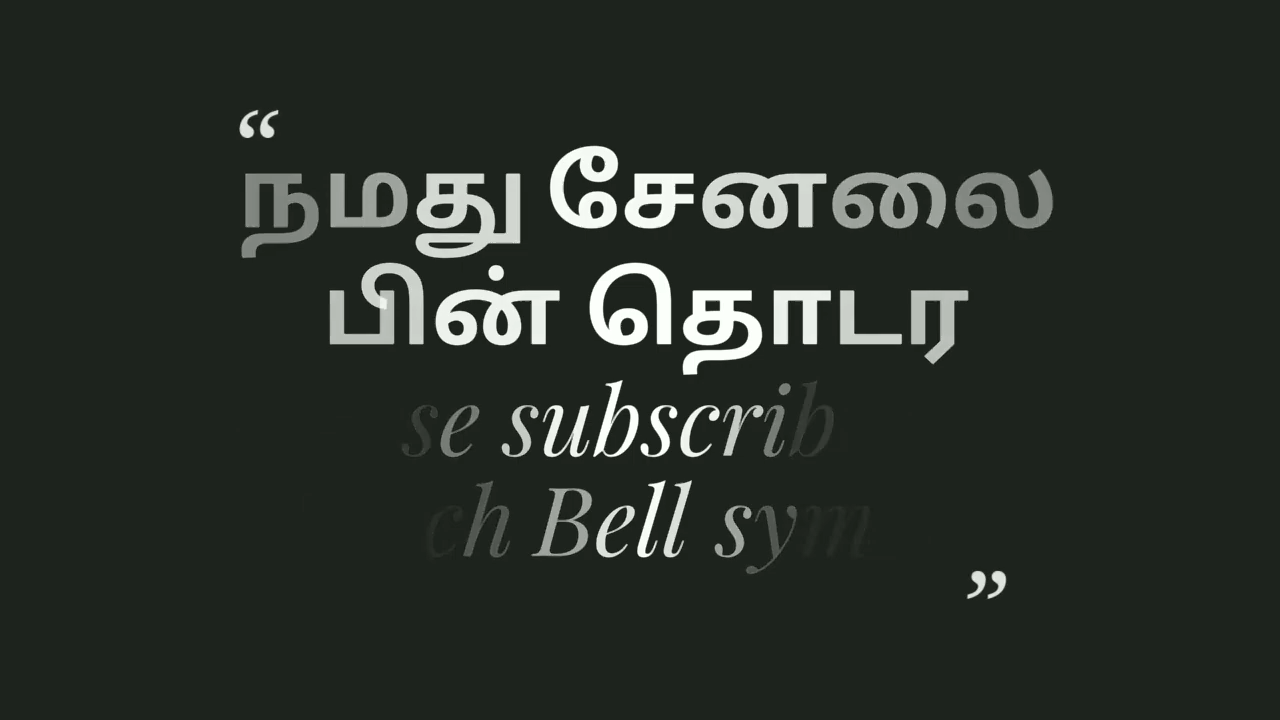 “
நமது சேனலை
பின் தொடர
se subscrib
ch Bell sym
”